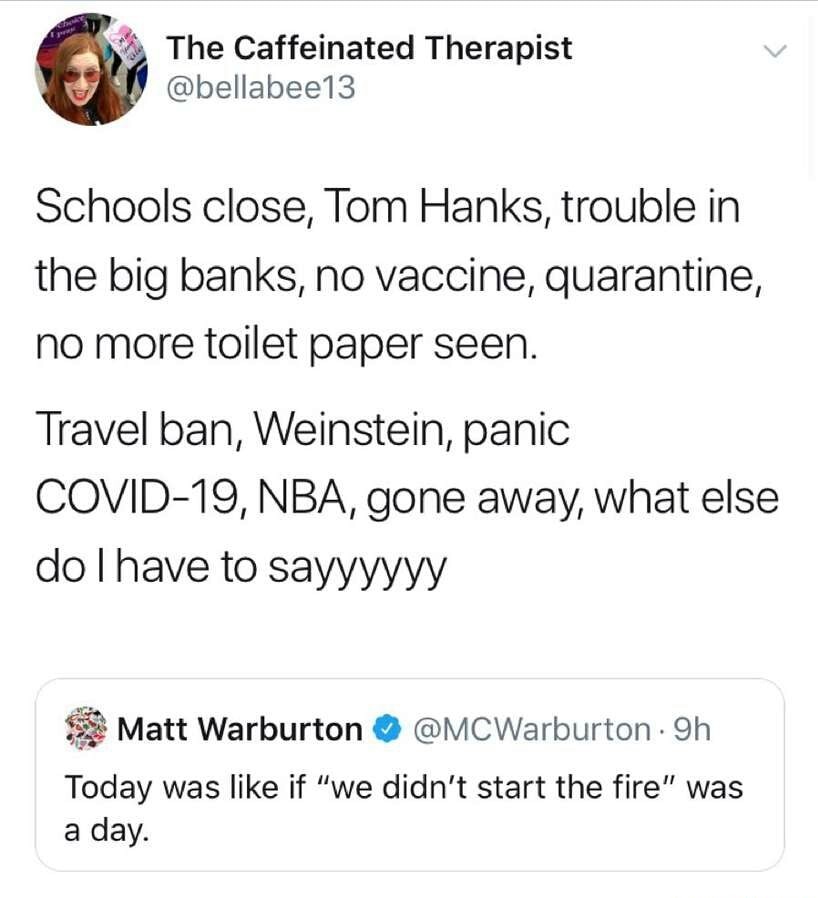 The Caffeinated Therapist
@bellabee13
Schools close, Tom Hanks, trouble in
the big banks, no vaccine, quarantine,
no more toilet paper seen.
Travel ban, Weinstein, panic
COVID-19, NBA, gone away, what else
do I have to sayyyyyy
Matt Warburton @MCWarburton · 9h
Today was like if “we didn’t start the fire” was
a day.